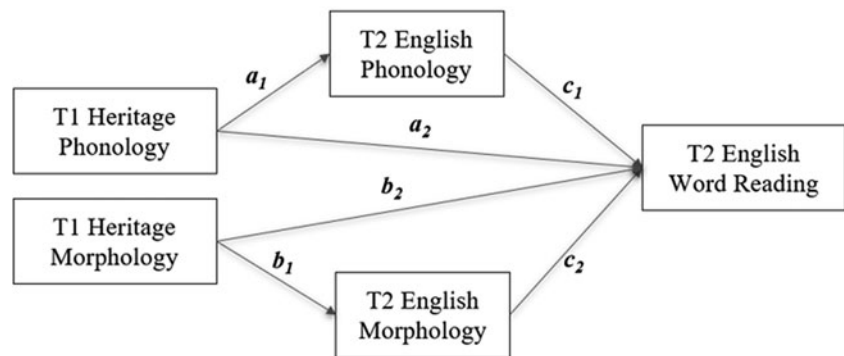 T2 English
Phonology
a1
c1
T1 Heritage
Phonology
a2
T2 English
Word Reading
b2
T1 Heritage
Morphology
b1
c2
T2 English
Morphology